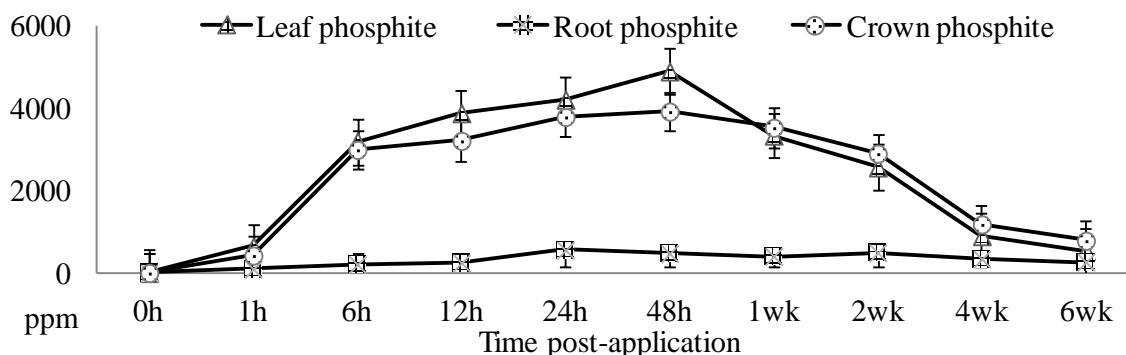 6000
Leaf phosphite Root phosphite Crown phosphite
4000
2000
0
ppm
0h 1h 6h 12h 24h 48h 1wk 2wk 4wk 6wk
Time post-application